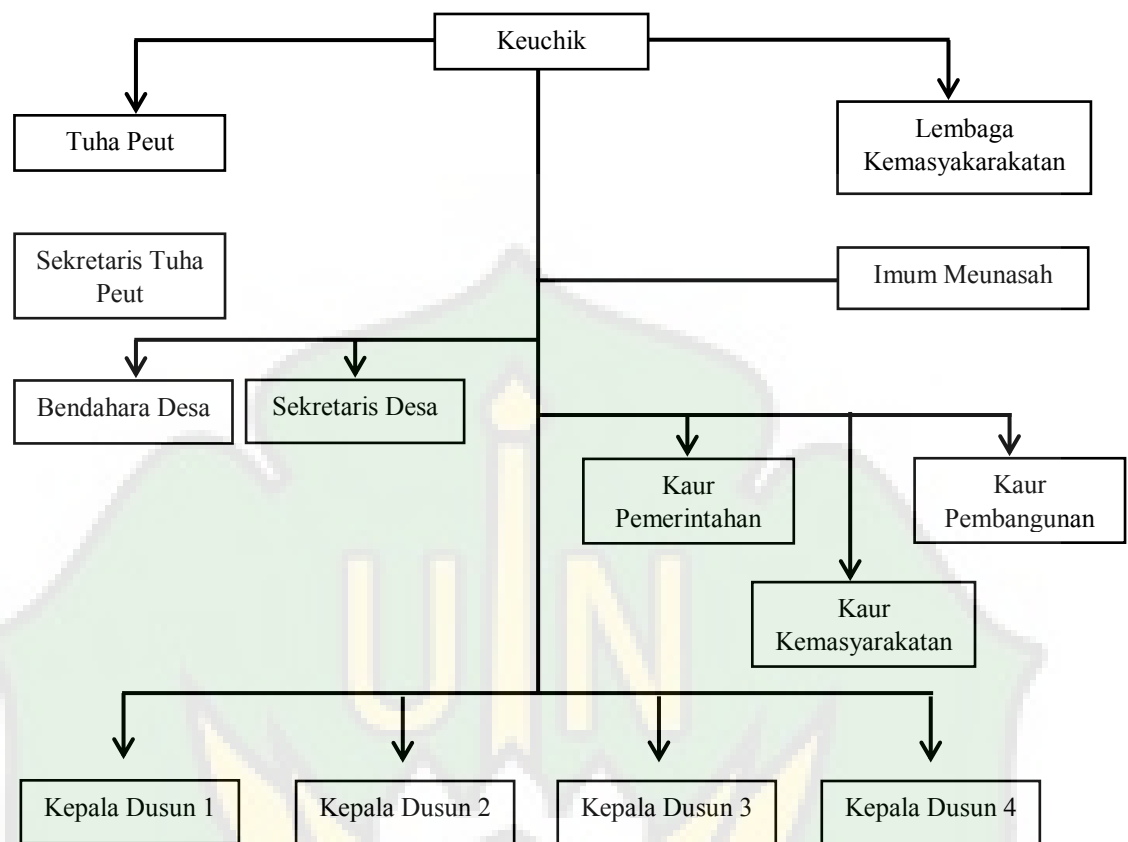 Keuchik
Tuha Peut
Lembaga
Kemasyakarakatan
Sekretaris Tuha
Peut
Imum Meunasah
Bendahara Desa
Sekretaris Desa
Kaur
Pemerintahan
Kaur
Pembangunan
Kaur
Kemasyarakatan
UIN
Kepala Dusun 1
Kepala Dusun 2
Kepala Dusun 3
Kepala Dusun 4